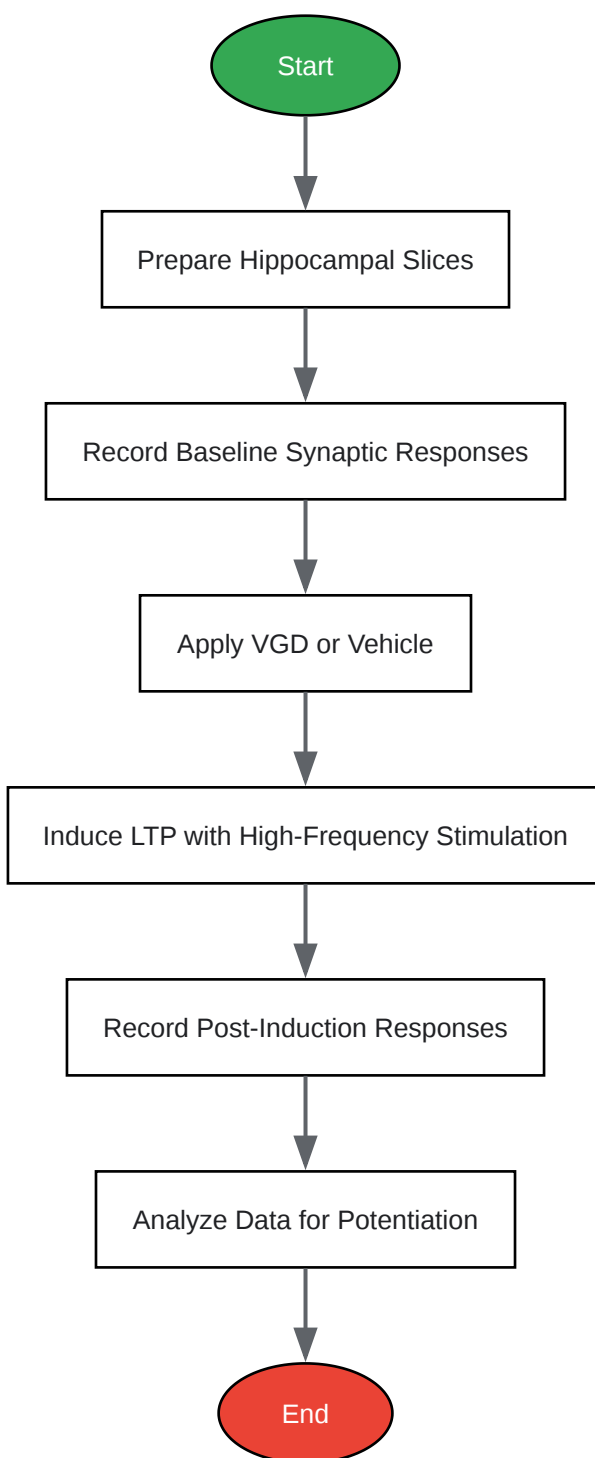 Start
Prepare Hippocampal Slices
Record Baseline Synaptic Responses
Apply VGD or Vehicle
Induce LTP with High-Frequency Stimulation
Record Post-Induction Responses
Analyze Data for Potentiation
End